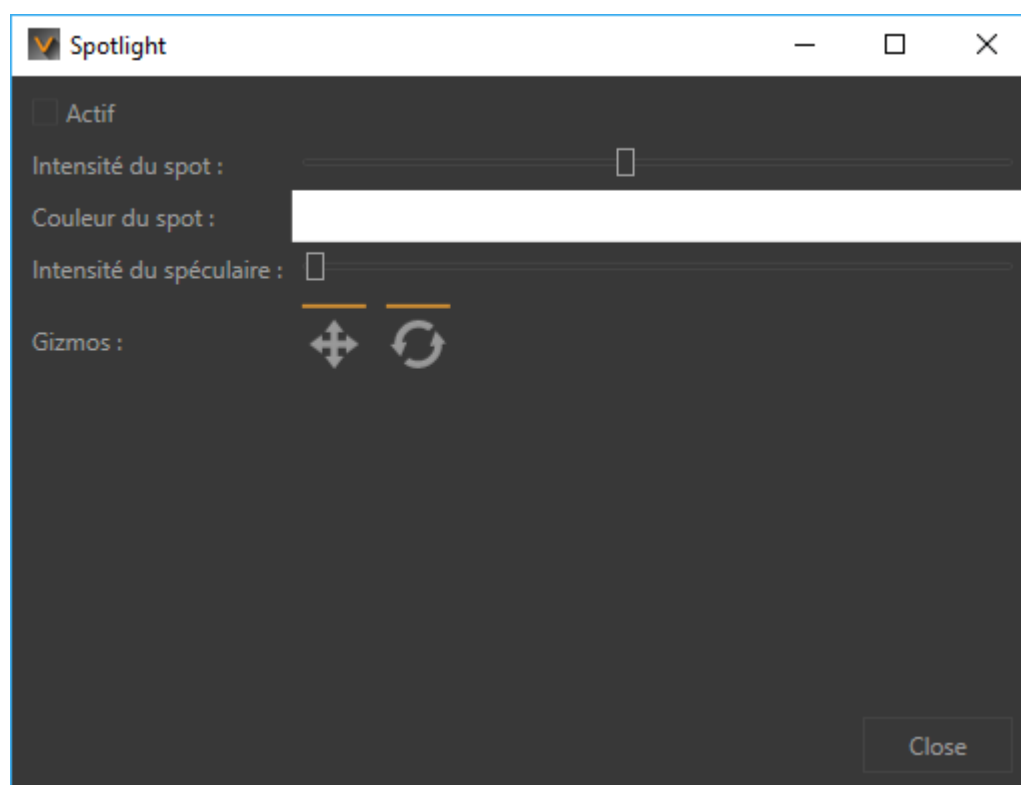 Spotlight
Actif
Intensité du spot :
Couleur du spot :
Intensité du spéculaire :
Gizmos :
Close